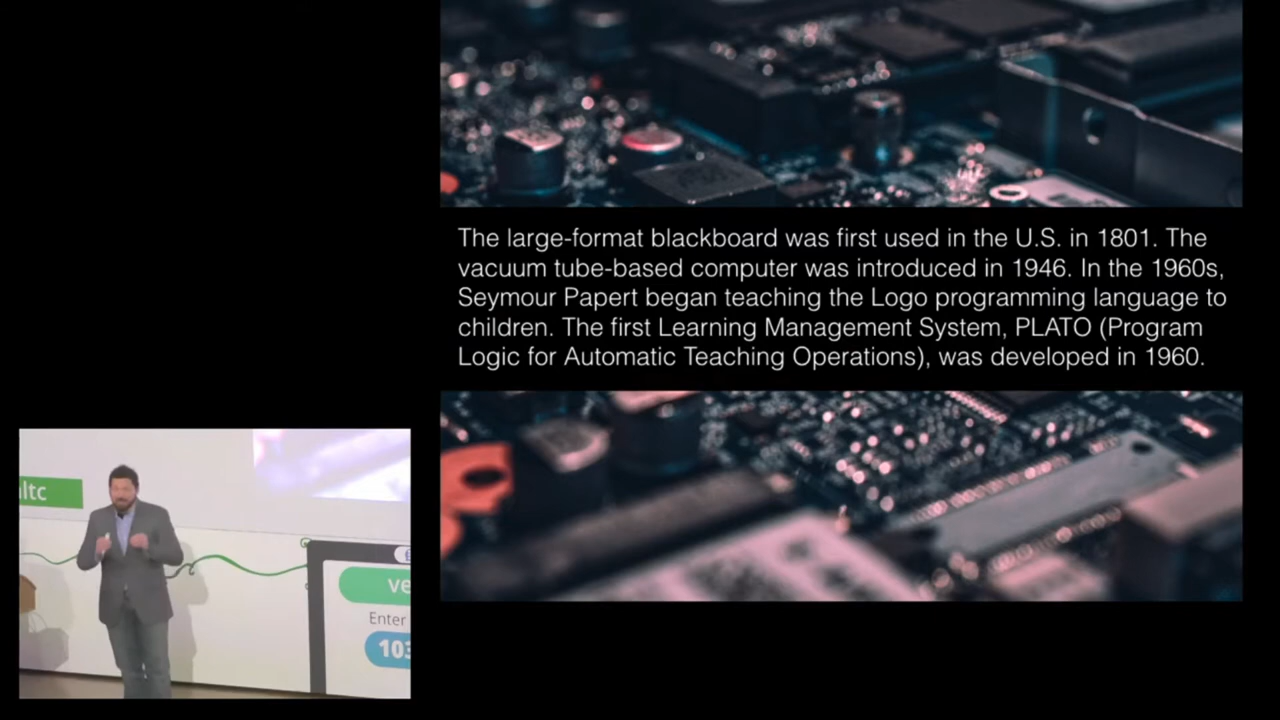 The large-format blackboard was first used in the U.S. in 1801. The
vacuum tube-based computer was introduced in 1946. In the 1960s,
Seymour Papert began teaching the Logo programming language to
children. The first Learning Management System, PLATO (Program
Logic for Automatic Teaching Operations), was developed in 1960.
ltc
ve
Enter
103